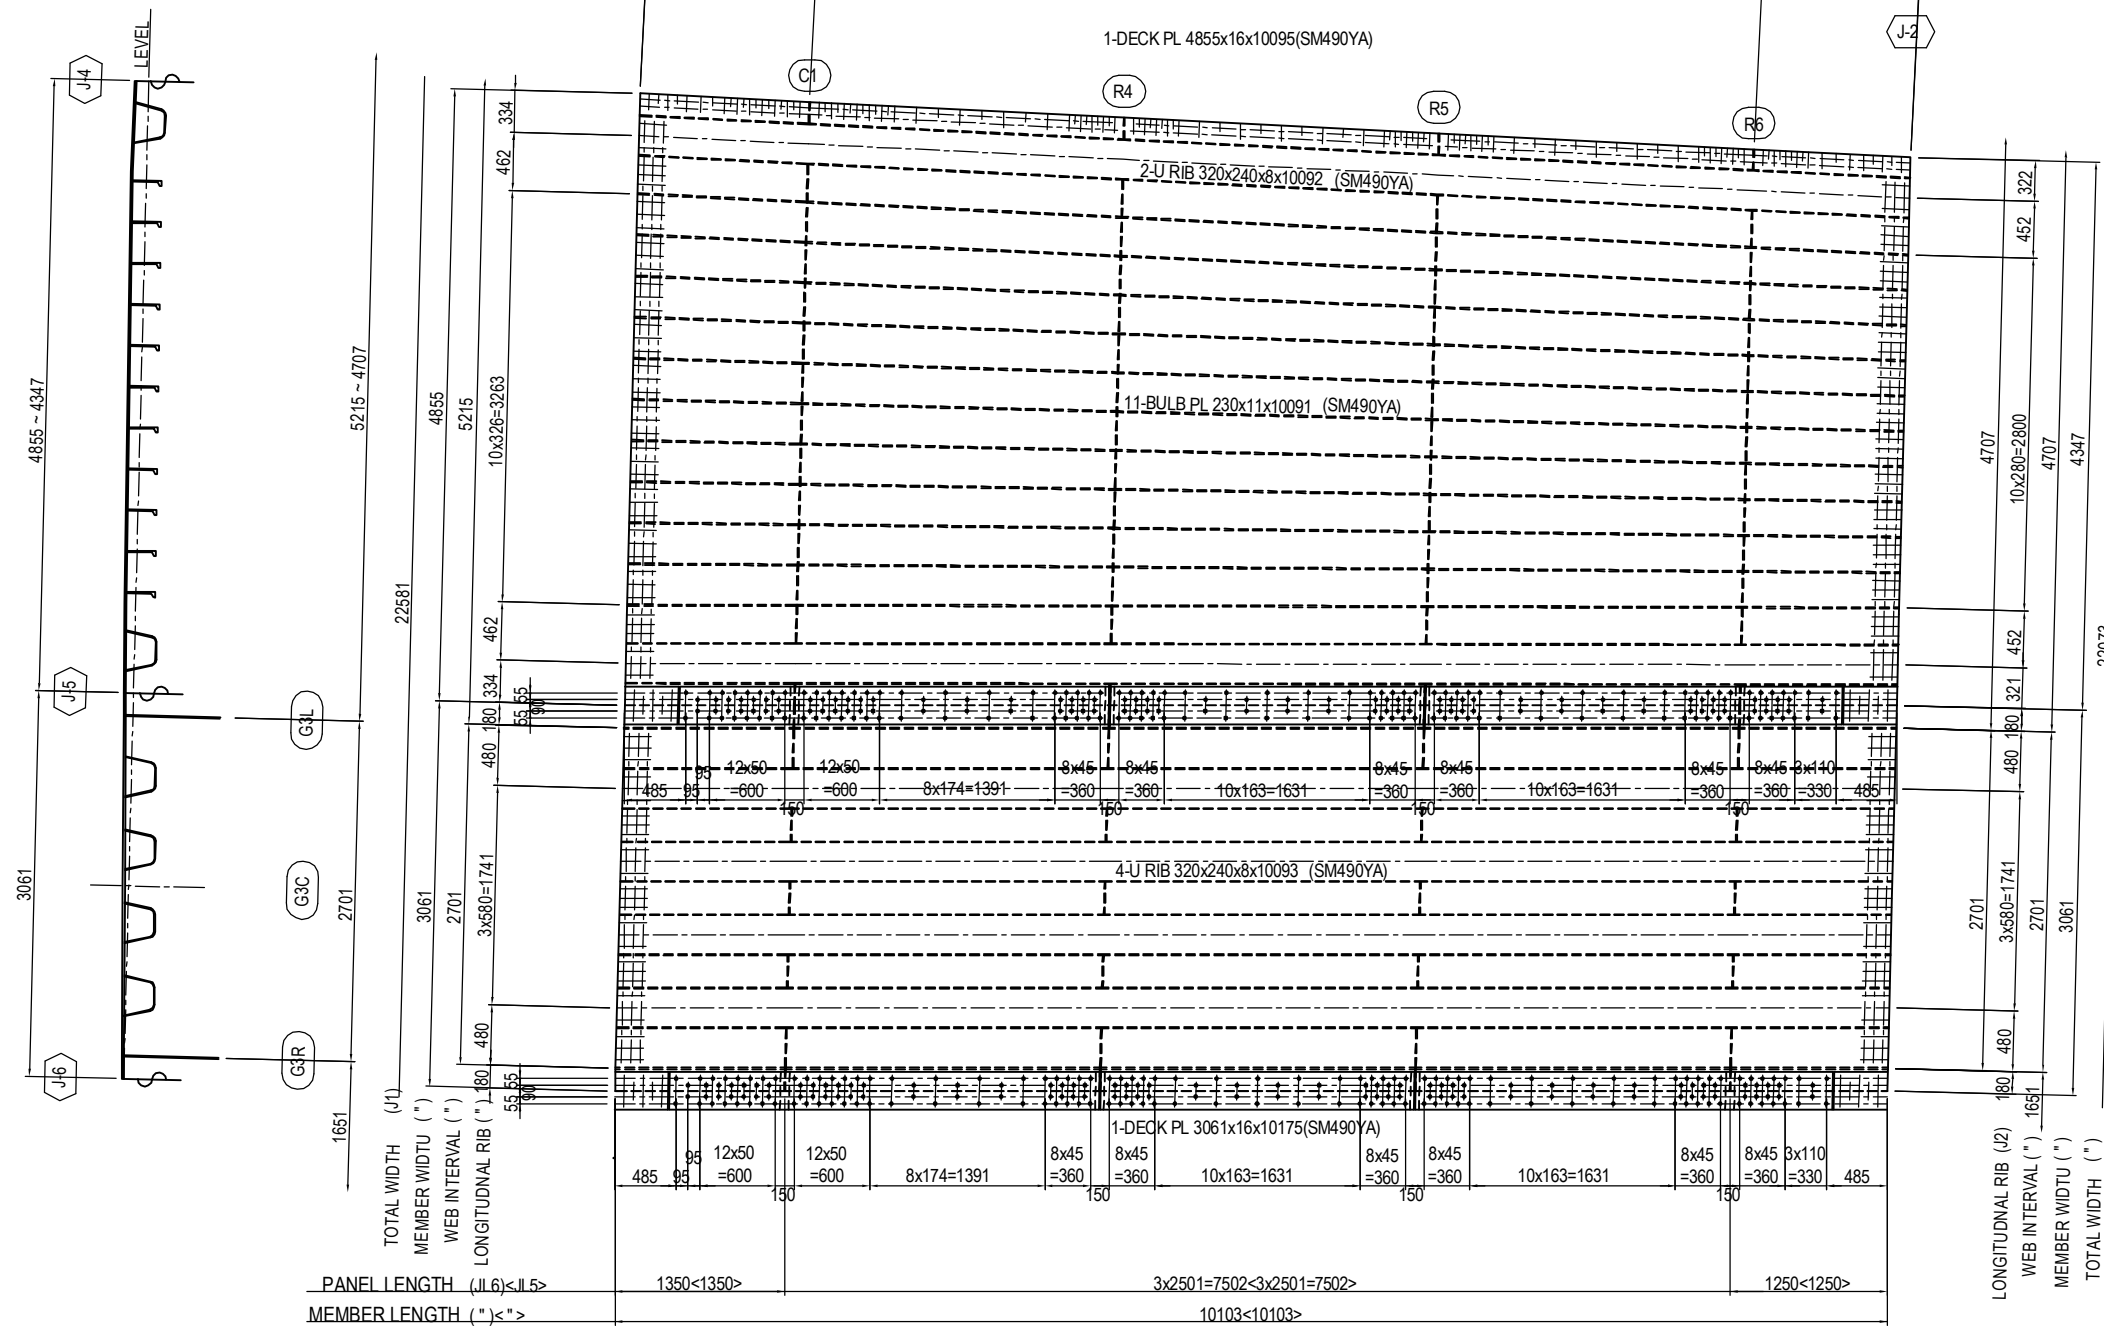 1-DECK PL 4855x16x10095(SM490YA)
J-2
J-4
LEVEL
C1
R4
R5
R6
2-U RIB 320x240x8x10092 (SM490YA)
11-BULB PL 230x11x10091 (SM490YA)
4-U RIB 320x240x8x10093 (SM490YA)
1-DECK PL 3061x16x10175(SM490YA)
4855 ~ 4347
3061
J-5
J-6
G3L
G3C
G3R
5215 ~ 4707
2701
1651
22581
4855
3061
5215
2701
334
462
10x326=3263
462
334
180
480
3x580=1741
480
180
55 55
90
55
55 55
90
55
322
452
10x280=2800
452
321
180
480
3x580=1741
480
180
4707
2701
4707
2701
1651
4347
3061
95 12x50 12x50 8x45 8x45 8x45 8x45 8x45 8x45 3x110
485 95 =600 =600 8x174=1391 =360 =360 10x163=1631 =360 =360 10x163=1631 =360 =360 =330 485
150 150 150 150
95 12x50 12x50 8x45 8x45 8x45 8x45 8x45 8x45 3x110
485 95 =600 =600 8x174=1391 =360 =360 10x163=1631 =360 =360 10x163=1631 =360 =360 =330 485
150 150 150 150
TOTAL WIDTH (J1)
MEMBER WIDTU ( " )
WEB INTERVAL ( " )
LONGITUDNAL RIB ( " )
LONGITUDNAL RIB (J2)
WEB INTERVAL ( " )
MEMBER WIDTU ( " )
TOTAL WIDTH ( " )
PANEL LENGTH (JL6)<JL5> 1350<1350> 3x2501=7502<3x2501=7502> 1250<1250>
MEMBER LENGTH ( " )< " > 10103<10103>